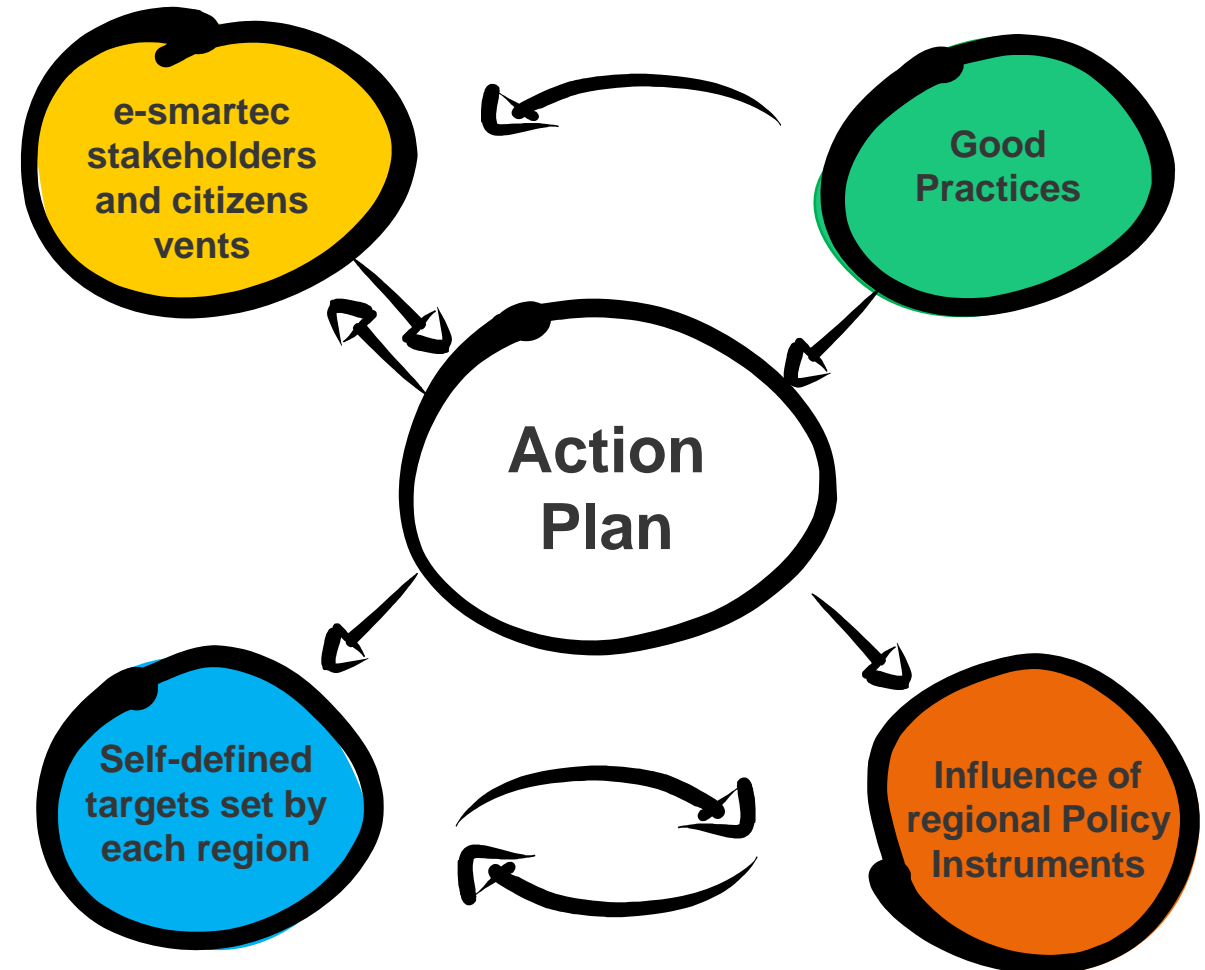 e-smartec
stakeholders
and citizens
vents
Good
Practices
Action
Plan
Self-defined
targets set by
each region
Influence of
regional Policy
Instruments